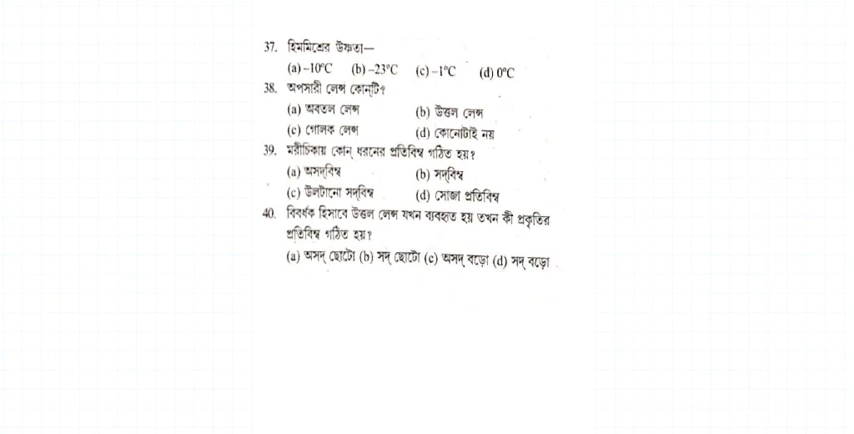 37. হিমমিশ্রের উষ্ণতা—
(a) –10°C (b) –23°C (c) –1°C (d) 0°C
38. অপসারী লেন্স কোন্‌টি?
(a) অবতল লেন্স (b) উত্তল লেন্স
(c) গোলক লেন্স (d) কোনোটাই নয়
39. মরীচিকায় কোন্ ধরনের প্রতিবিম্ব গঠিত হয়?
(a) অসদ্‌বিম্ব (b) সদ্‌বিম্ব
(c) উলটানো সদ্‌বিম্ব (d) সোজা প্রতিবিম্ব
40. বিবর্ধক হিসাবে উত্তল লেন্স যখন ব্যবহৃত হয় তখন কী প্রকৃতির
প্রতিবিম্ব গঠিত হয়?
(a) অসদ্ ছোটো (b) সদ্ ছোটো (c) অসদ্ বড়ো (d) সদ্ বড়ো